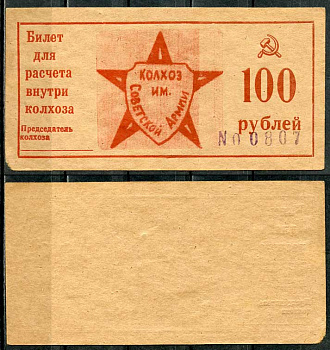 Билет
для
расчета
внутри
колхоза
Председатель
колхоза
КОЛХОЗ
ИМ.
СОВЕТСКОЙ АРМИИ
100
рублей
No 0807